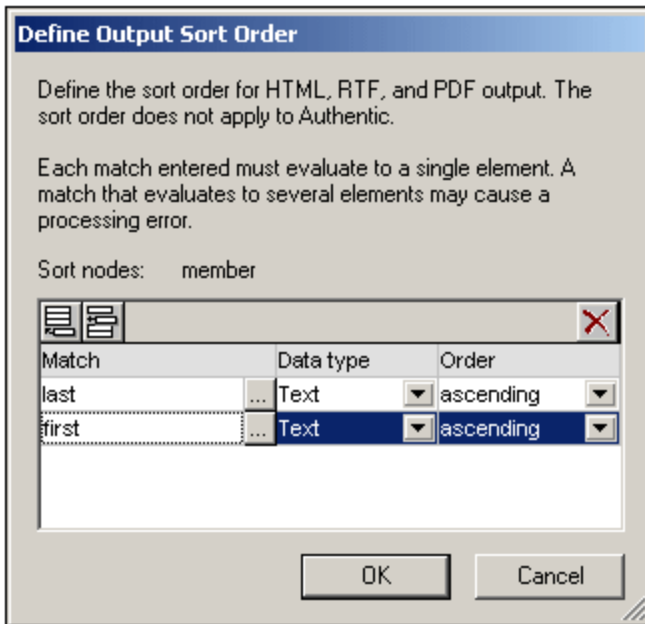 Define Output Sort Order
Define the sort order for HTML, RTF, and PDF output. The
sort order does not apply to Authentic.
Each match entered must evaluate to a single element. A
match that evaluates to several elements may cause a
processing error.
Sort nodes: member
Match Data type Order
last ... Text ascending
first ... Text ascending
OK Cancel